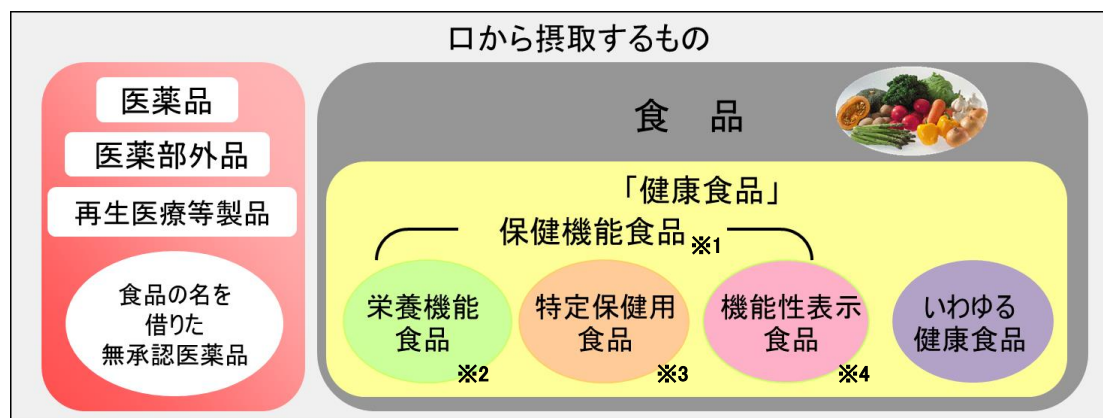 口から摂取するもの
医薬品
医薬部外品
再生医療等製品
食品の名を
借りた
無承認医薬品
食 品
「健康食品」
保健機能食品※1
栄養機能
食品
※2
特定保健用
食品
※3
機能性表示
食品
※4
いわゆる
健康食品